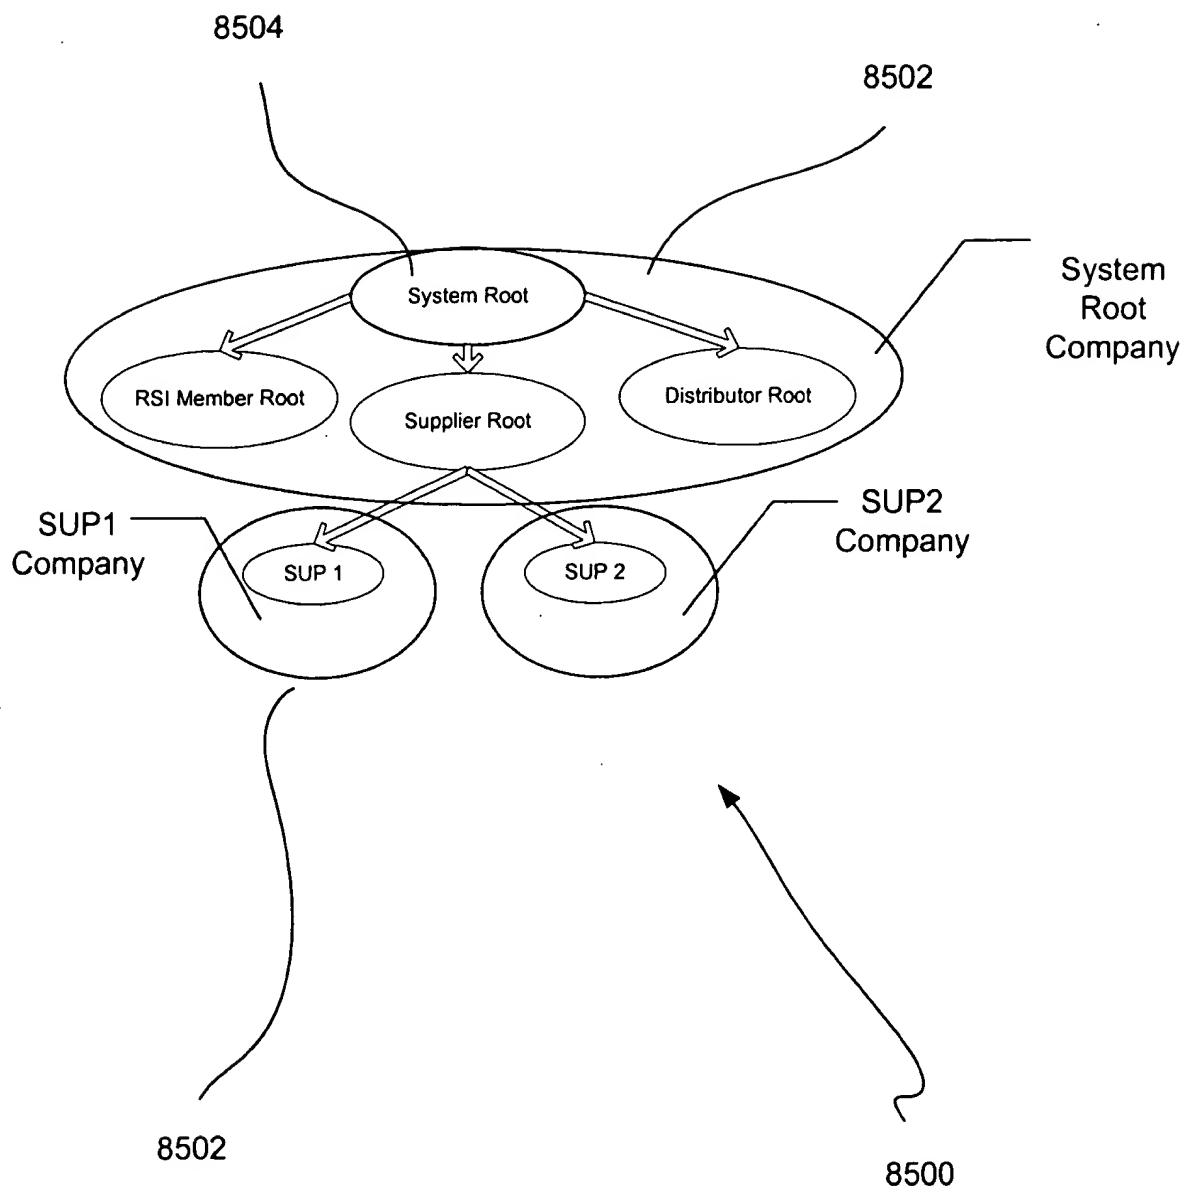 8504
8502
System Root
System
Root
Company
RSI Member Root
Supplier Root
Distributor Root
SUP1
Company
SUP2
Company
SUP 1
SUP 2
8502
8500